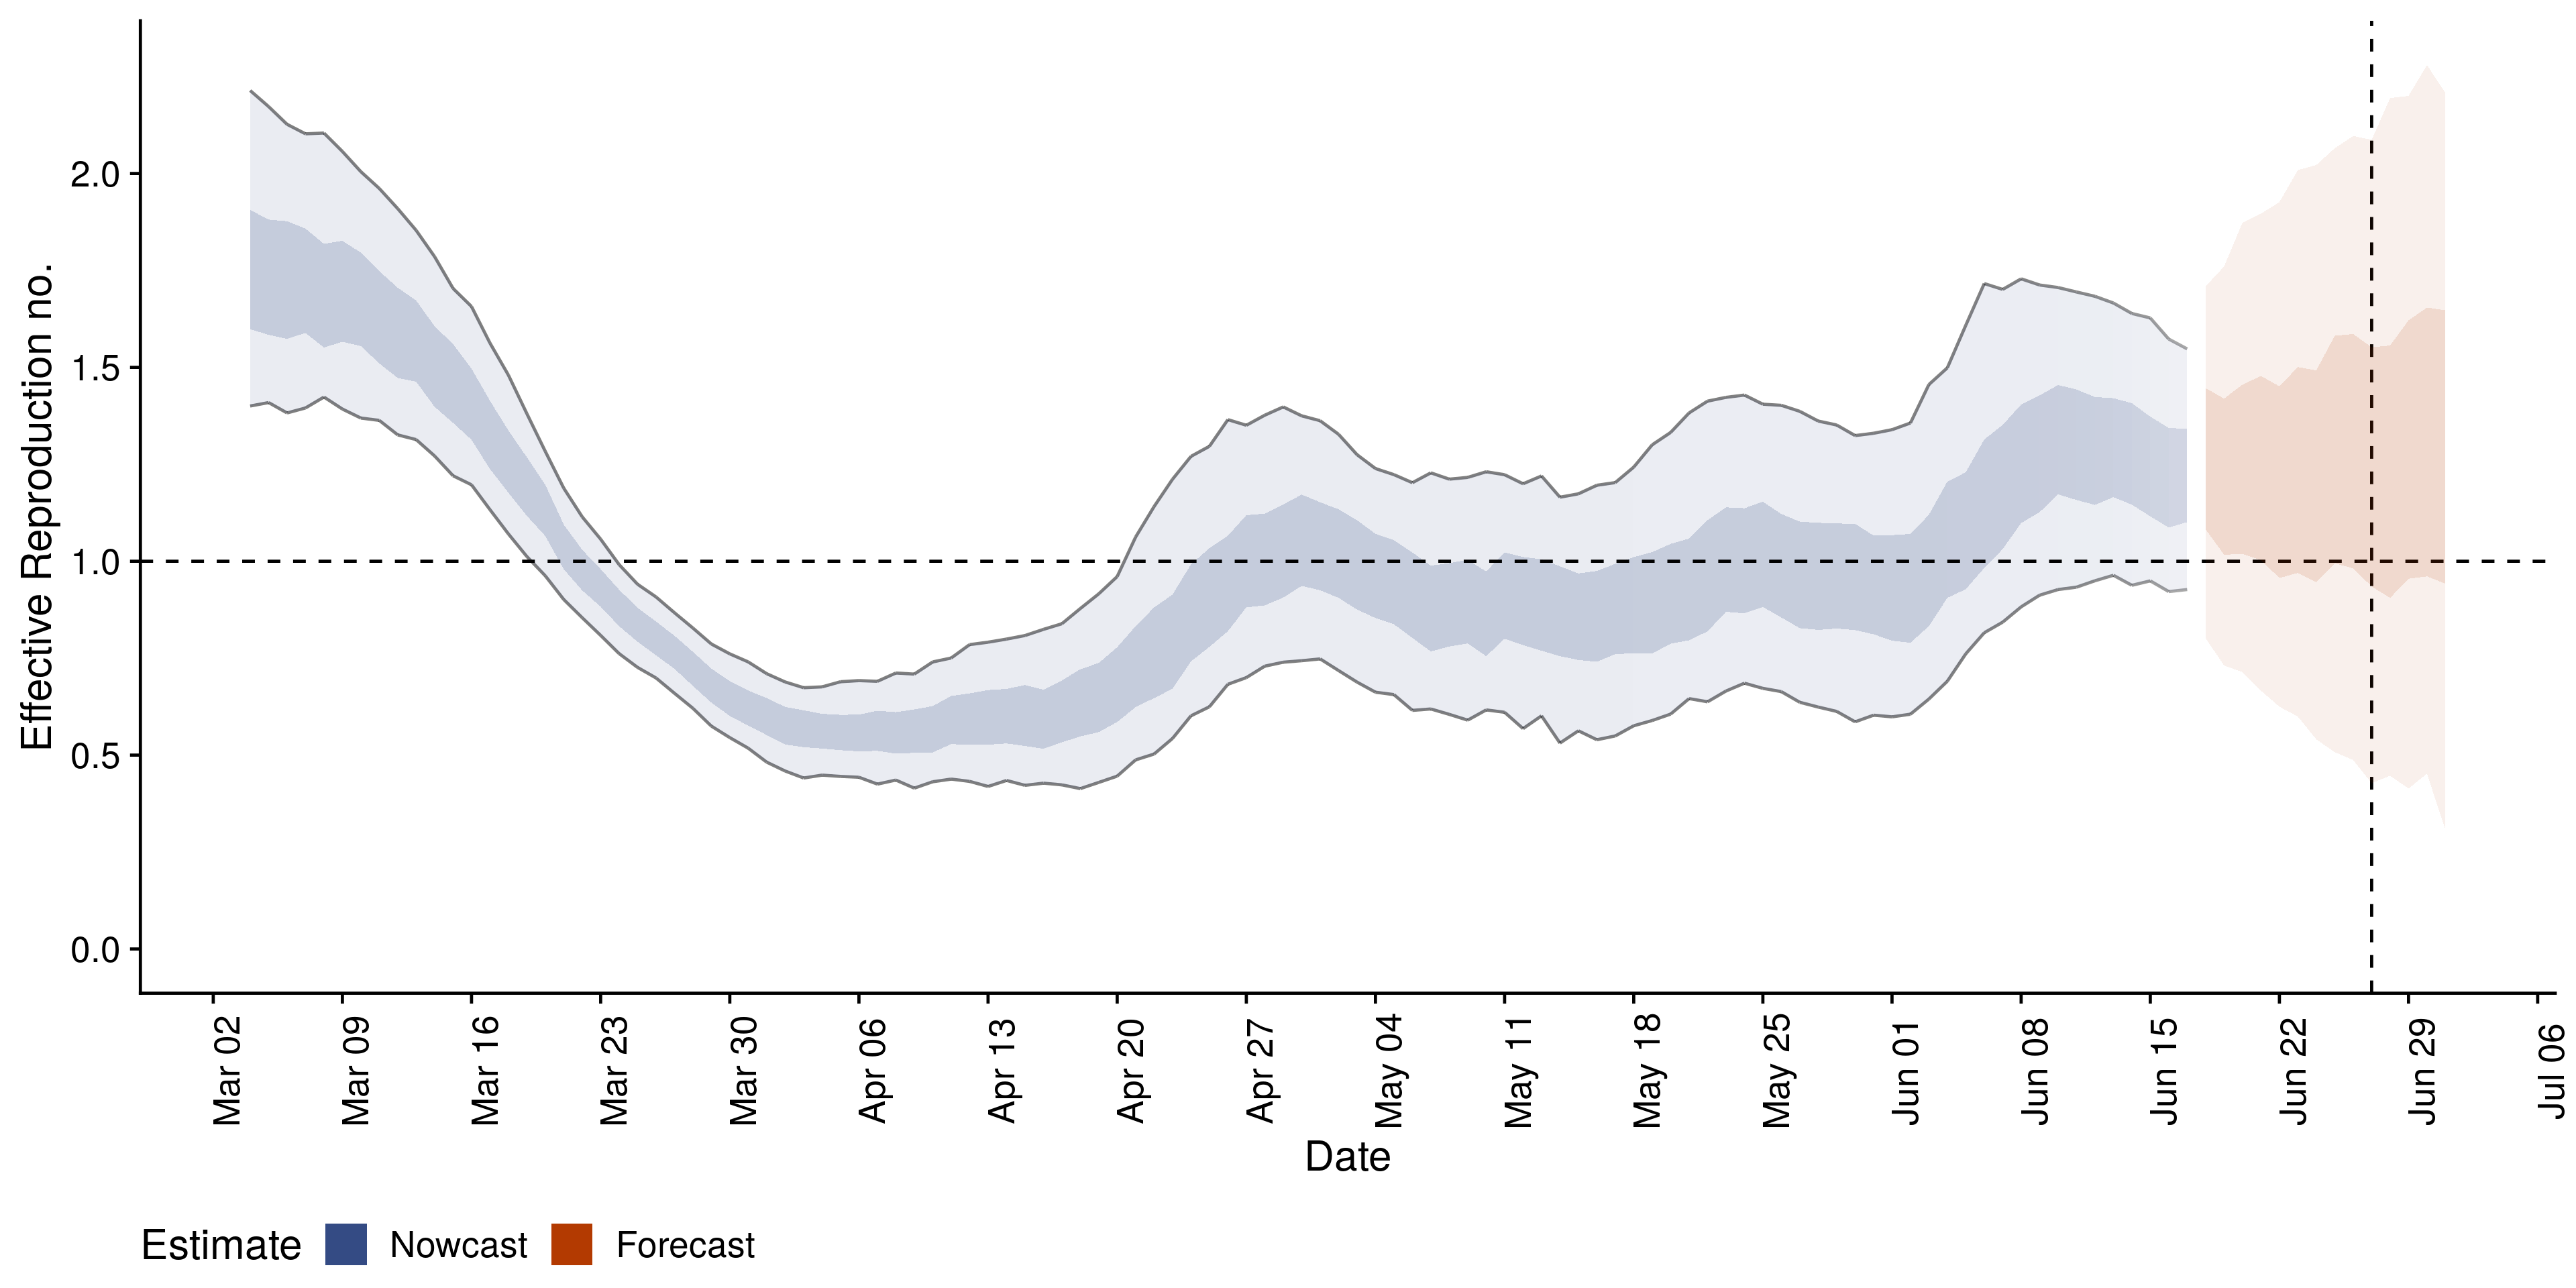 Effective Reproduction no.
2.0
1.5
1.0
0.5
0.0
Mar 02
Mar 09
Mar 16
Mar 23
Mar 30
Apr 06
Apr 13
Apr 20
Apr 27
May 04
May 11
May 18
May 25
Jun 01
Jun 08
Jun 15
Jun 22
Jun 29
Jul 06
Date
Estimate Nowcast Forecast